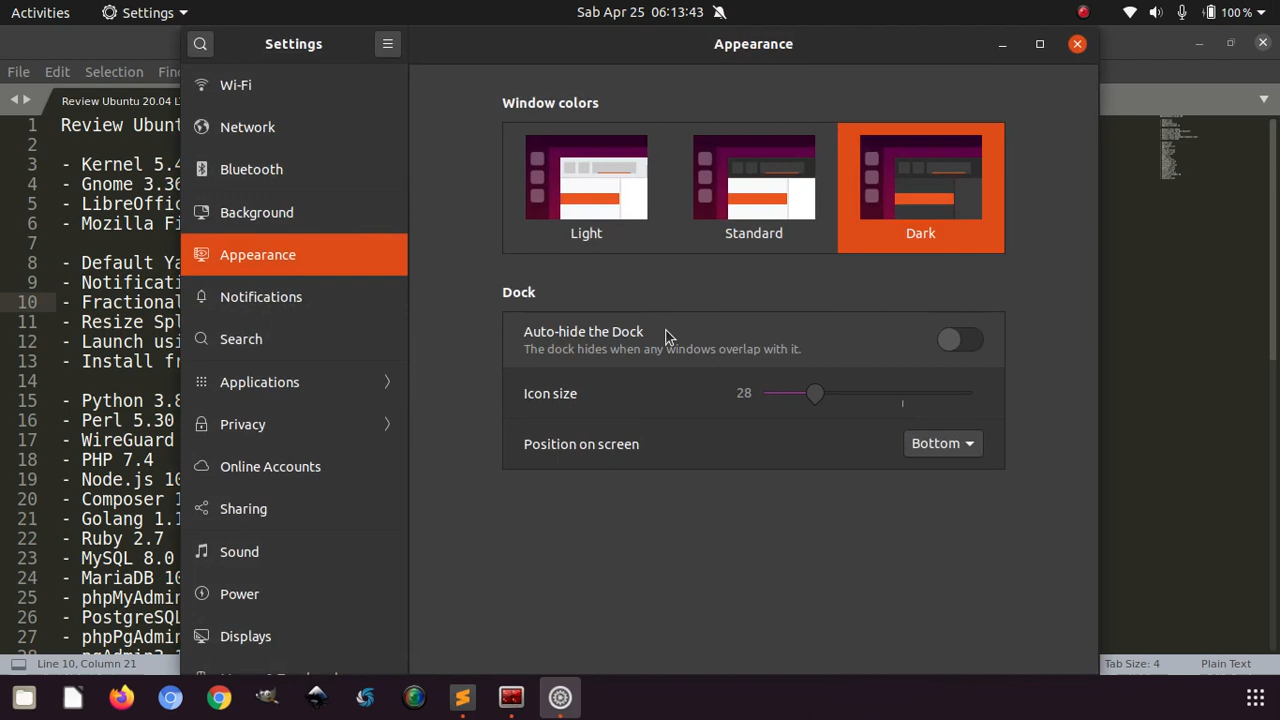 Activities Settings Sab Apr 25 06:13:43 100 %
Settings Appearance
File Edit Selection Fin
Review Ubuntu 20.04 L
1 Review Ubunt
2
3 - Kernel 5.4
4 - Gnome 3.36
5 - LibreOffic
6 - Mozilla Fi
7
8 - Default Ya
9 - Notificati
10 - Fractional
11 - Resize Spl
12 - Launch usi
13 - Install fr
14
15 - Python 3.8
16 - Perl 5.30
17 - WireGuard
18 - PHP 7.4
19 - Node.js 10
20 - Composer 1
21 - Golang 1.1
22 - Ruby 2.7
23 - MySQL 8.0
24 - MariaDB 10
25 - phpMyAdmin
26 - PostgreSQL
27 - phpPgAdmin
Wi-Fi
Network
Bluetooth
Background
Appearance
Notifications
Search
Applications
Privacy
Online Accounts
Sharing
Sound
Power
Displays
Window colors
Light Standard Dark
Dock
Auto-hide the Dock
The dock hides when any windows overlap with it.
Icon size 28
Position on screen Bottom
Line 10, Column 21 Tab Size: 4 Plain Text